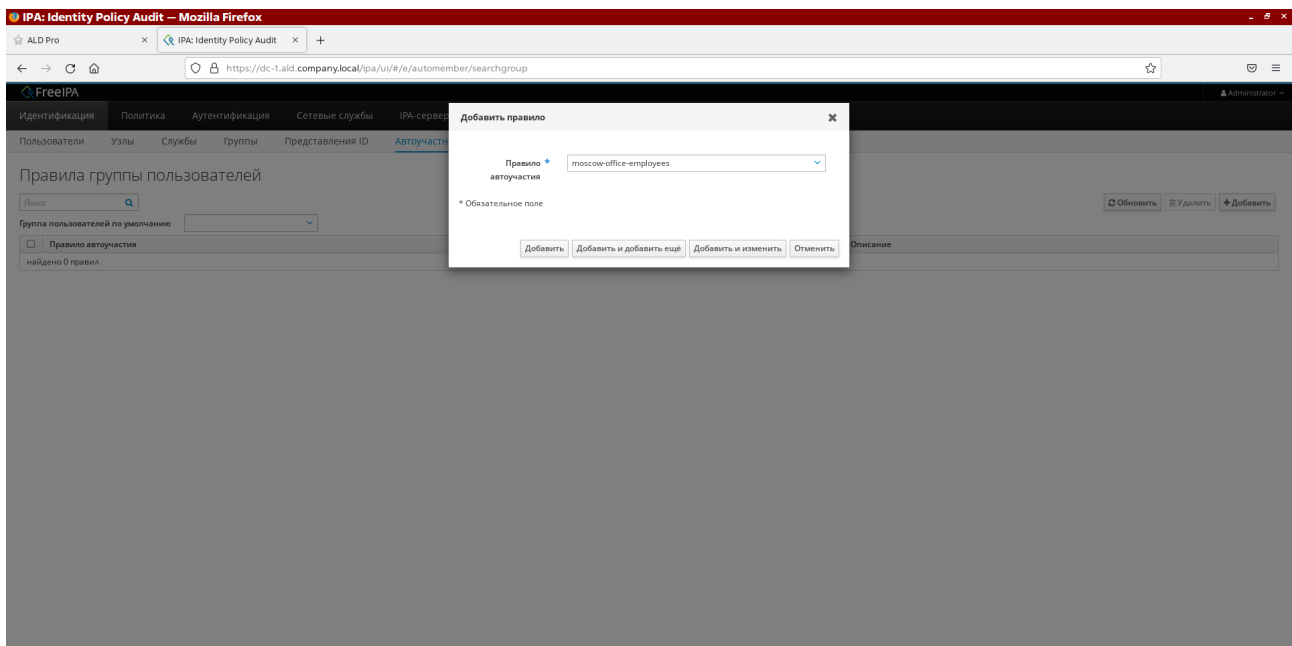 IPA: Identity Policy Audit — Mozilla Firefox
ALD Pro
IPA: Identity Policy Audit
https://dc-1.ald.company.local/ipa/ui/#/e/automember/searchgroup
FreeIPA
Administrator
Идентификация Политика Аутентификация Сетевые службы IPA-сервер
Пользователи Узлы Службы Группы Представления ID Автоучастн
Правила группы пользователей
Поиск
Обновить Удалить +Добавить
Группа пользователей по умолчанию
Правило автоучастия Описание
найдено 0 правил
Добавить правило
Правило * moscow-office-employees
автоучастия
* Обязательное поле
Добавить Добавить и добавить ещё Добавить и изменить Отменить